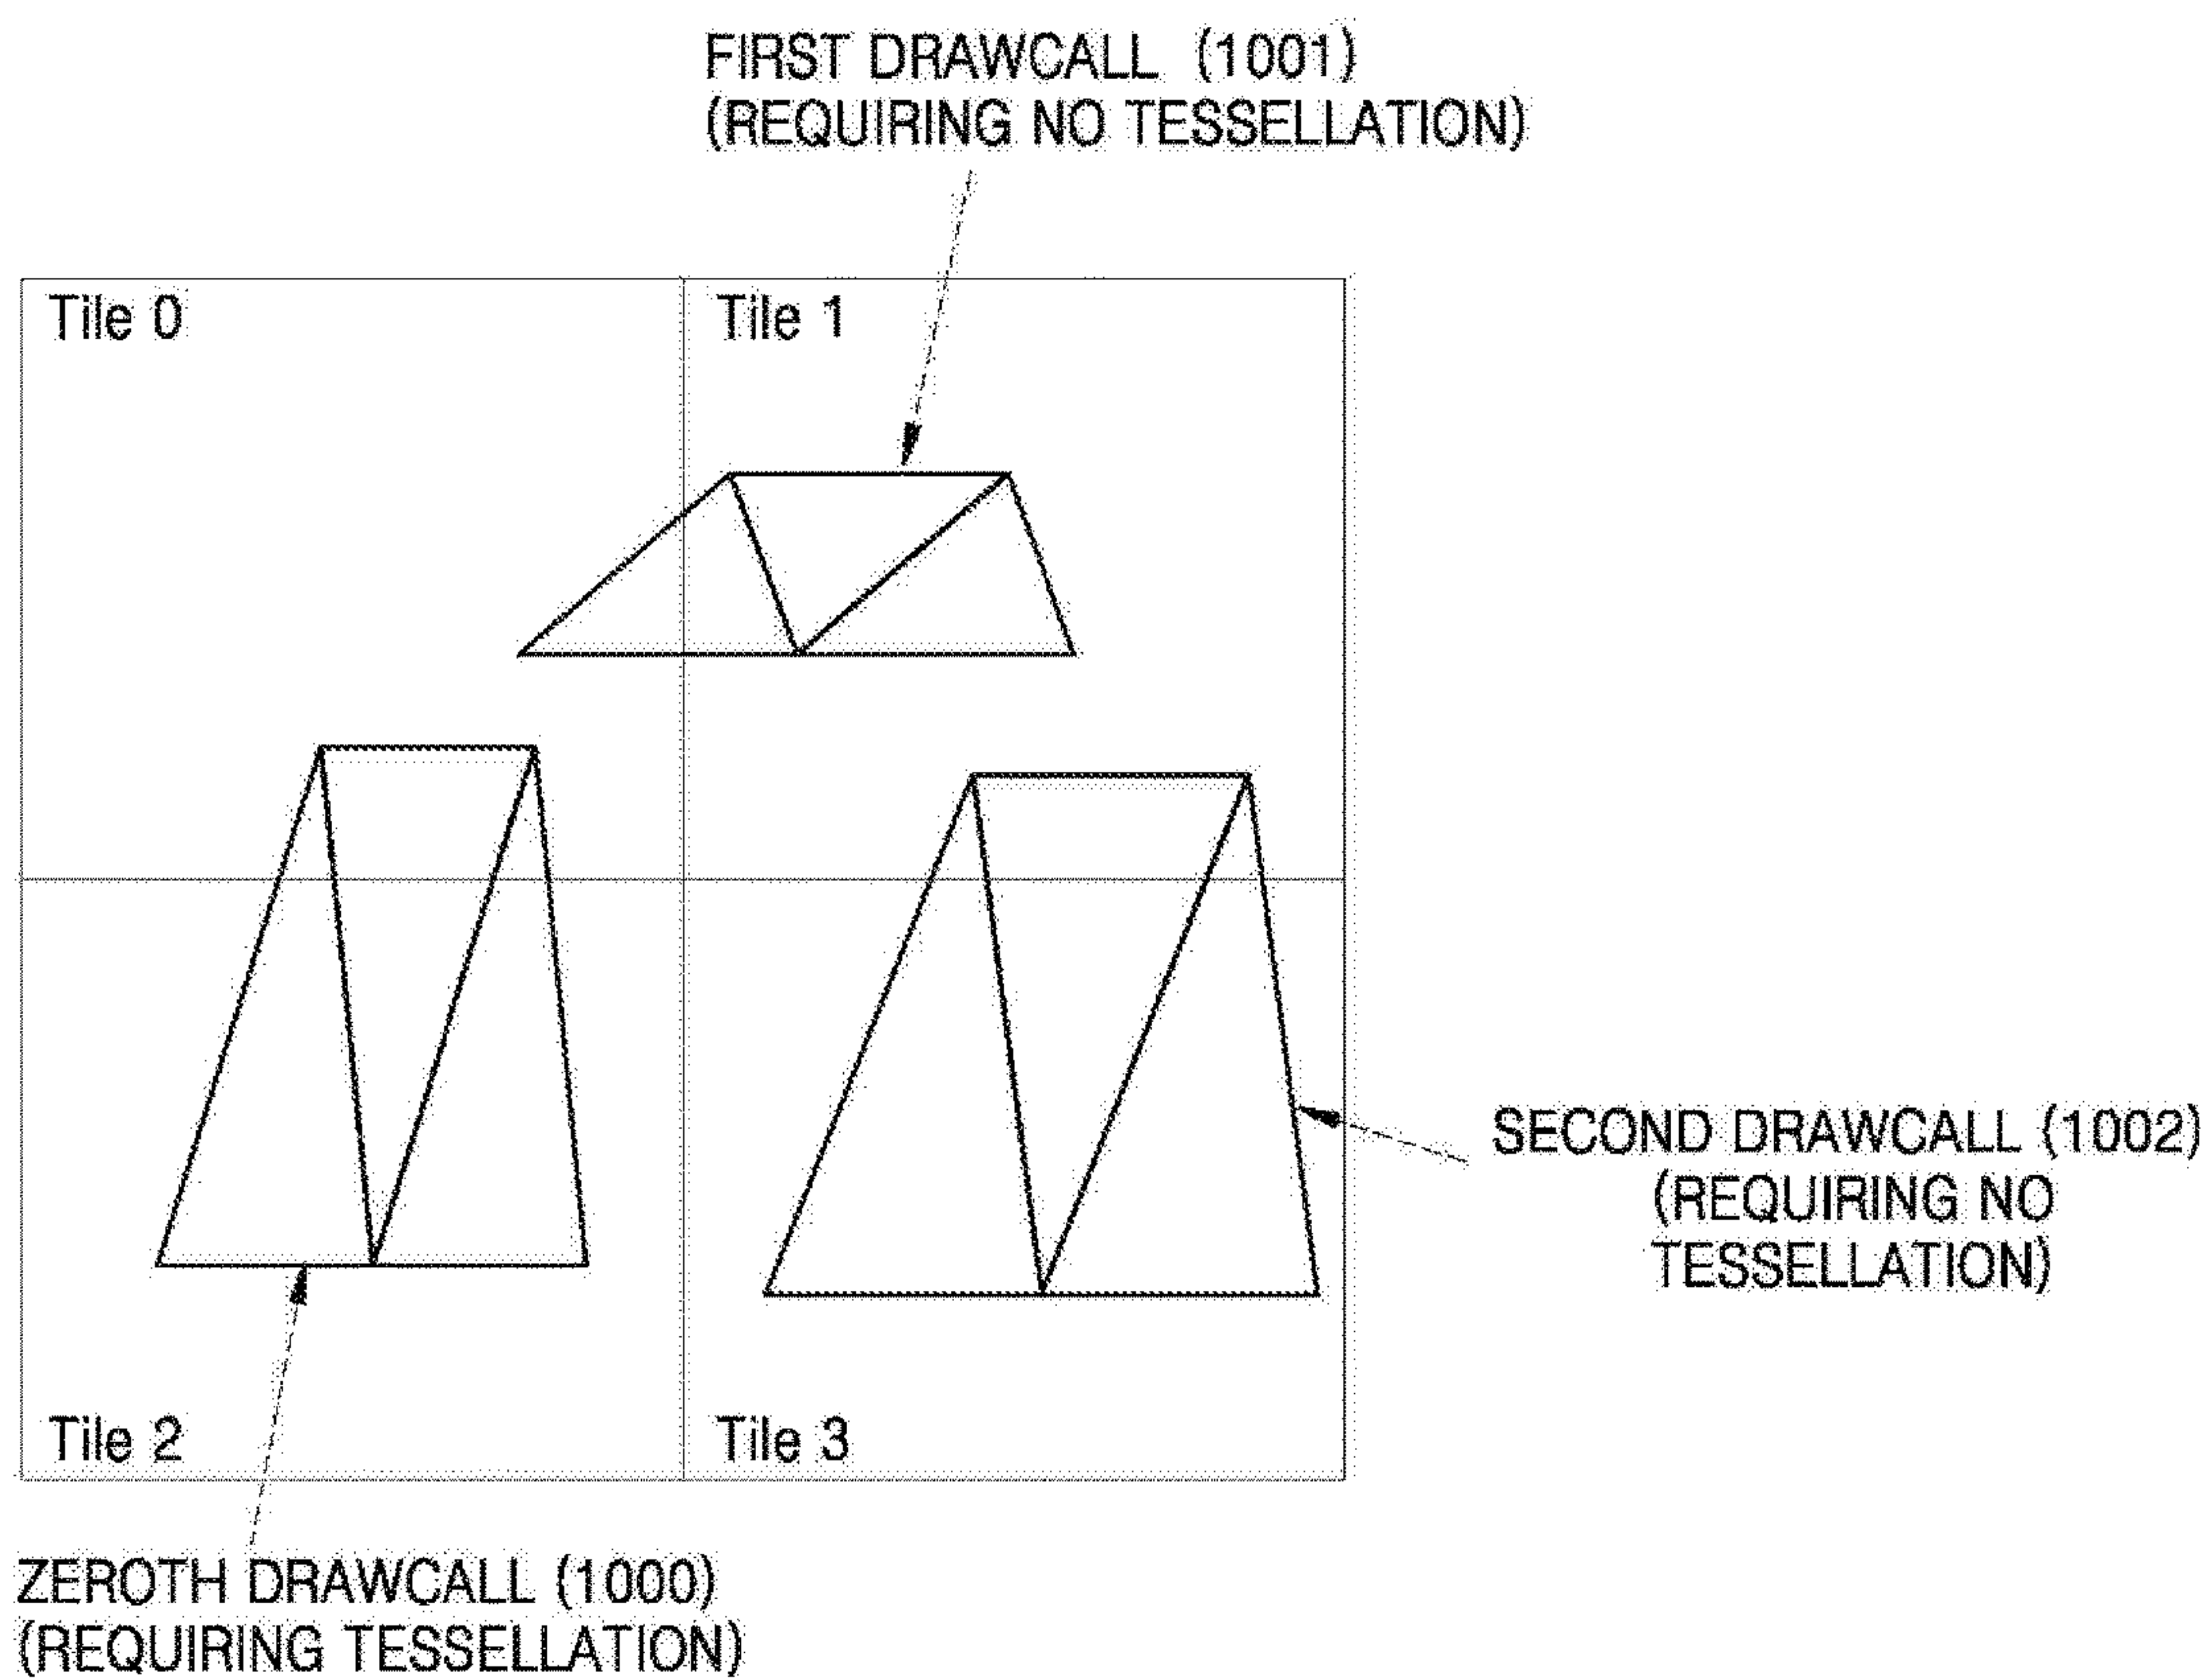 FIRST DRAWCALL (1001)
(REQUIRING NO TESSELLATION)
Tile 0
Tile 1
SECOND DRAWCALL (1002)
(REQUIRING NO
TESSELLATION)
Tile 2
Tile 3
ZEROTH DRAWCALL (1000)
(REQUIRING TESSELLATION)